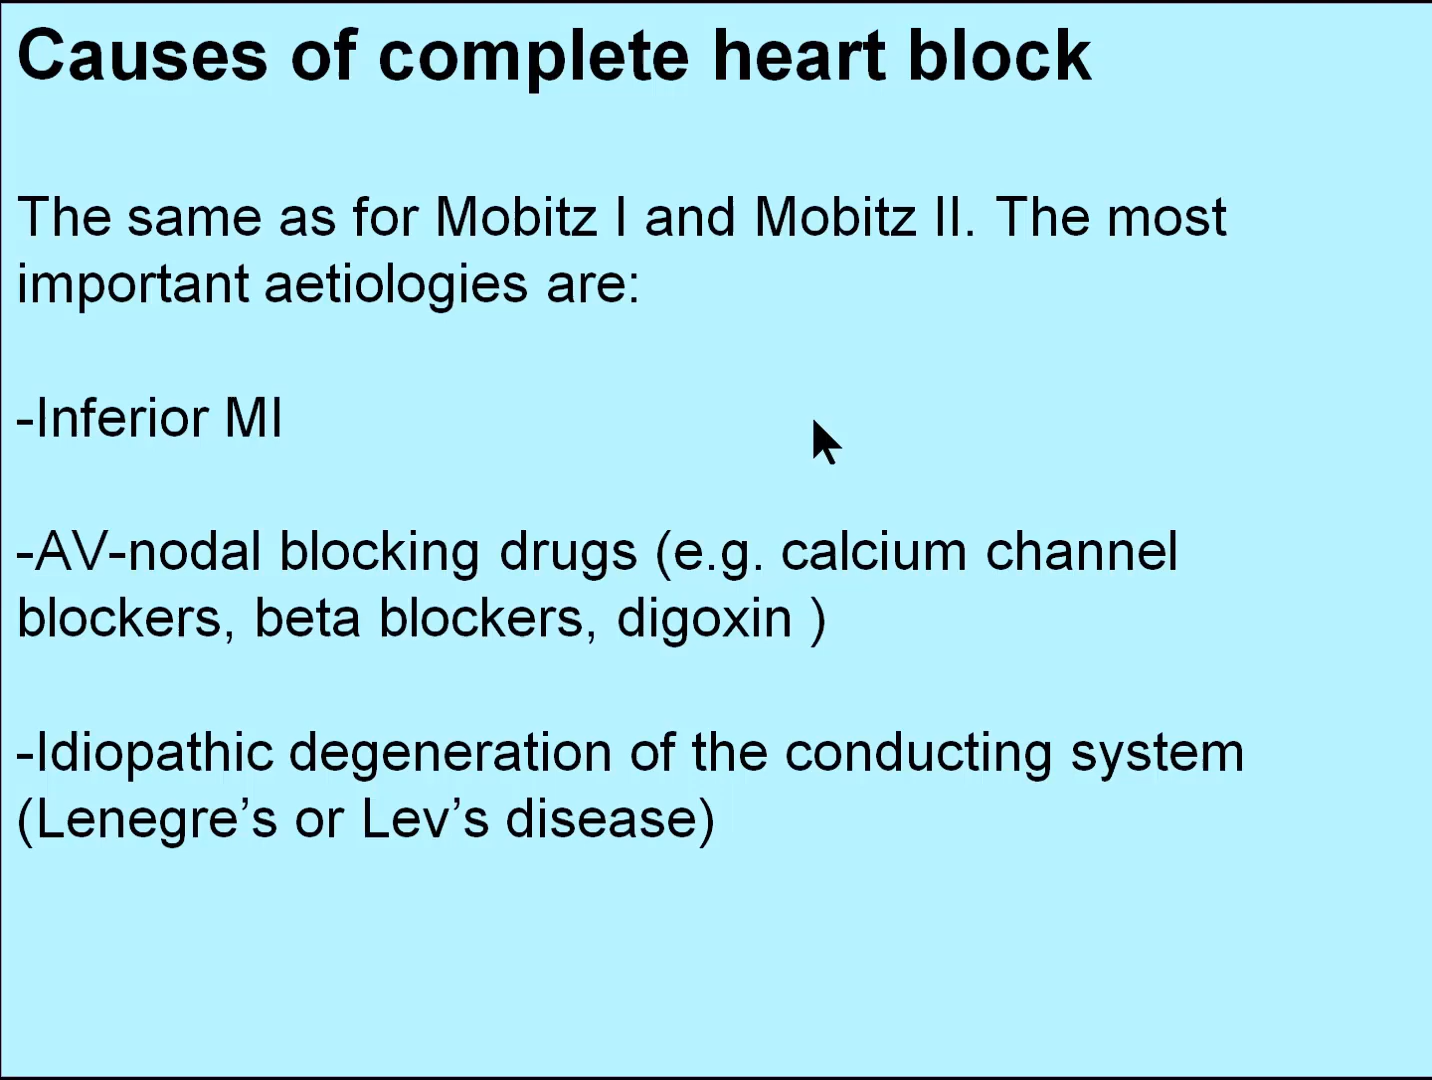 Causes of complete heart block
The same as for Mobitz I and Mobitz II. The most
important aetiologies are:
-Inferior MI
-AV-nodal blocking drugs (e.g. calcium channel
blockers, beta blockers, digoxin )
-Idiopathic degeneration of the conducting system
(Lenegre’s or Lev’s disease)